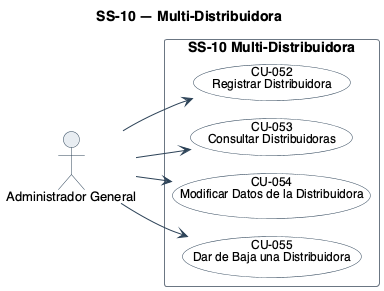 SS-10 — Multi-Distribuidora
SS-10 Multi-Distribuidora
CU-052
Registrar Distribuidora
CU-053
Consultar Distribuidoras
Administrador General
CU-054
Modificar Datos de la Distribuidora
CU-055
Dar de Baja una Distribuidora